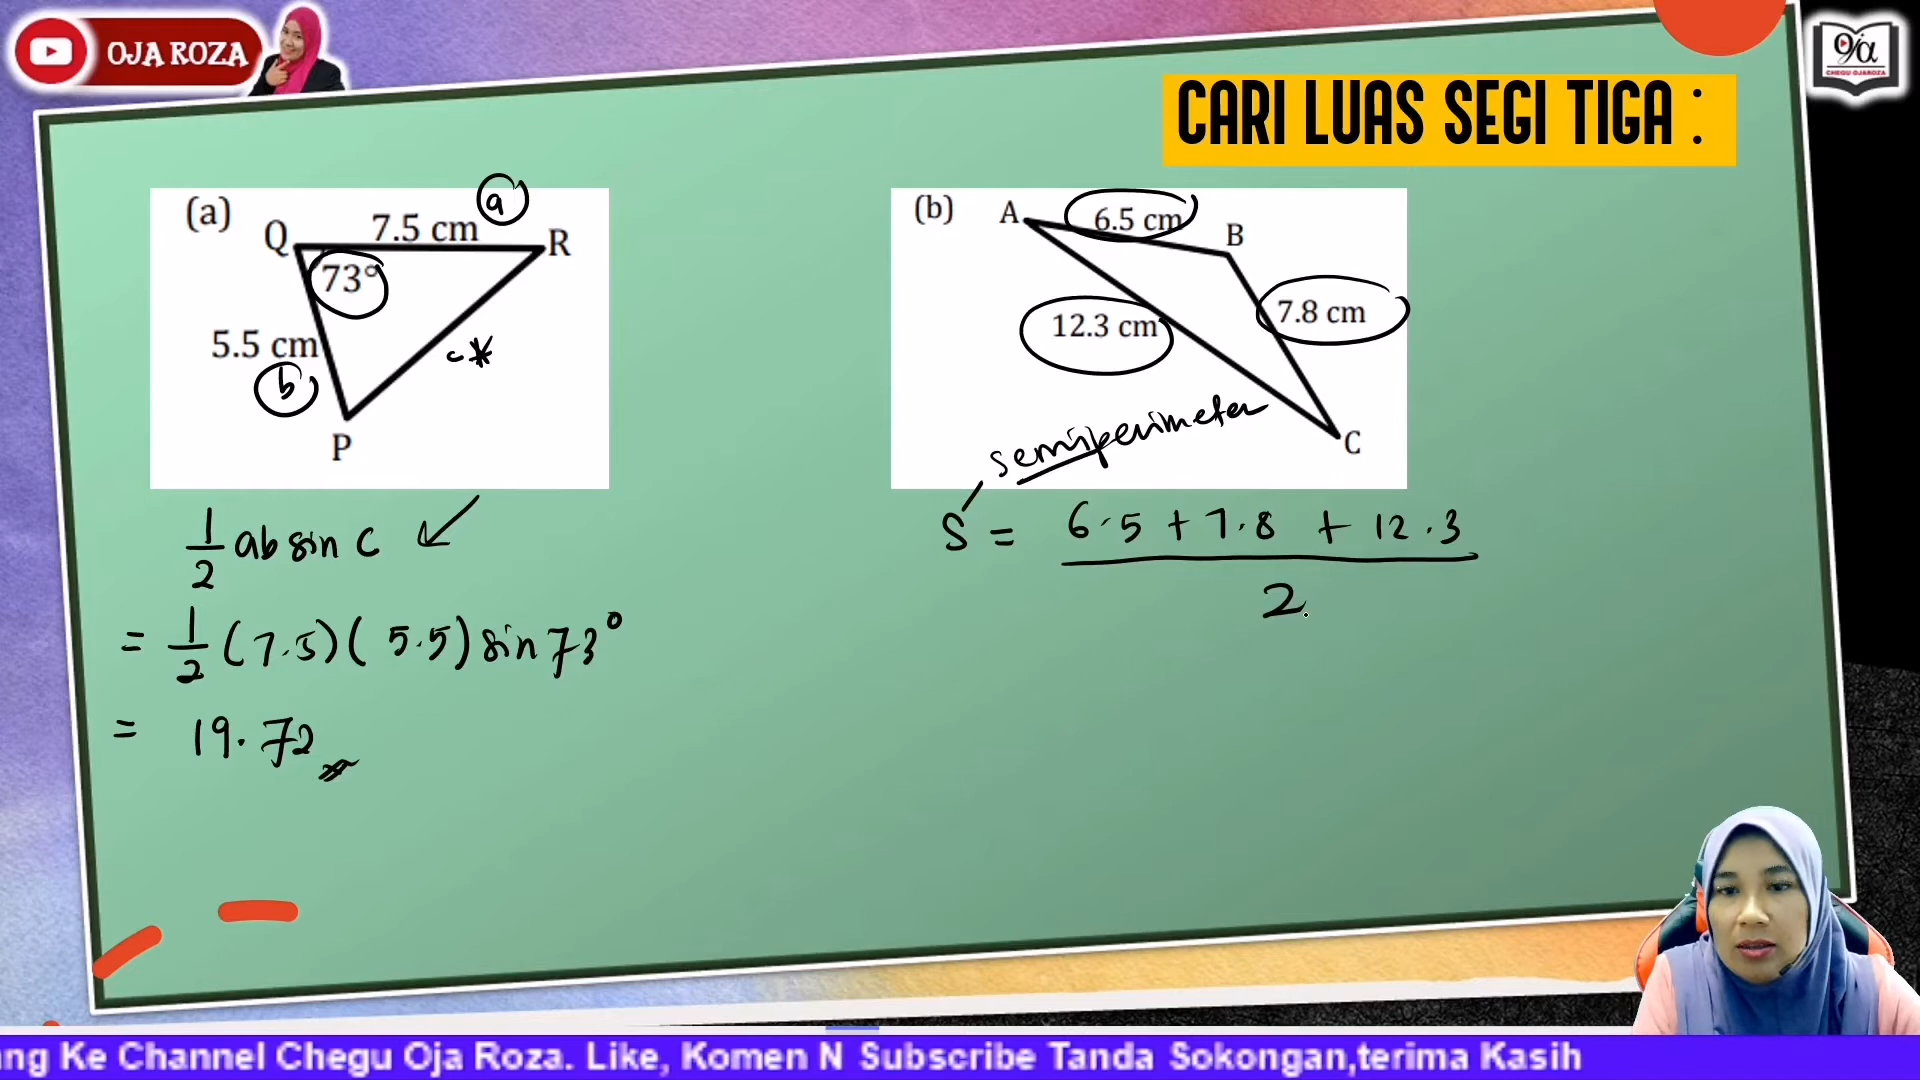 OJA ROZA
oja
CHEGU OJAROZA
CARI LUAS SEGI TIGA :
(a)
a
Q
7.5 cm
R
73°
5.5 cm
c*
b
P
1/2 ab sin C
= 1/2 (7.5)(5.5) sin 73°
= 19.72
(b)
A
6.5 cm
B
12.3 cm
7.8 cm
C
semiperimeter
S = (6.5 + 7.8 + 12.3) / 2
ng Ke Channel Chegu Oja Roza. Like, Komen N Subscribe Tanda Sokongan,terima Kasih